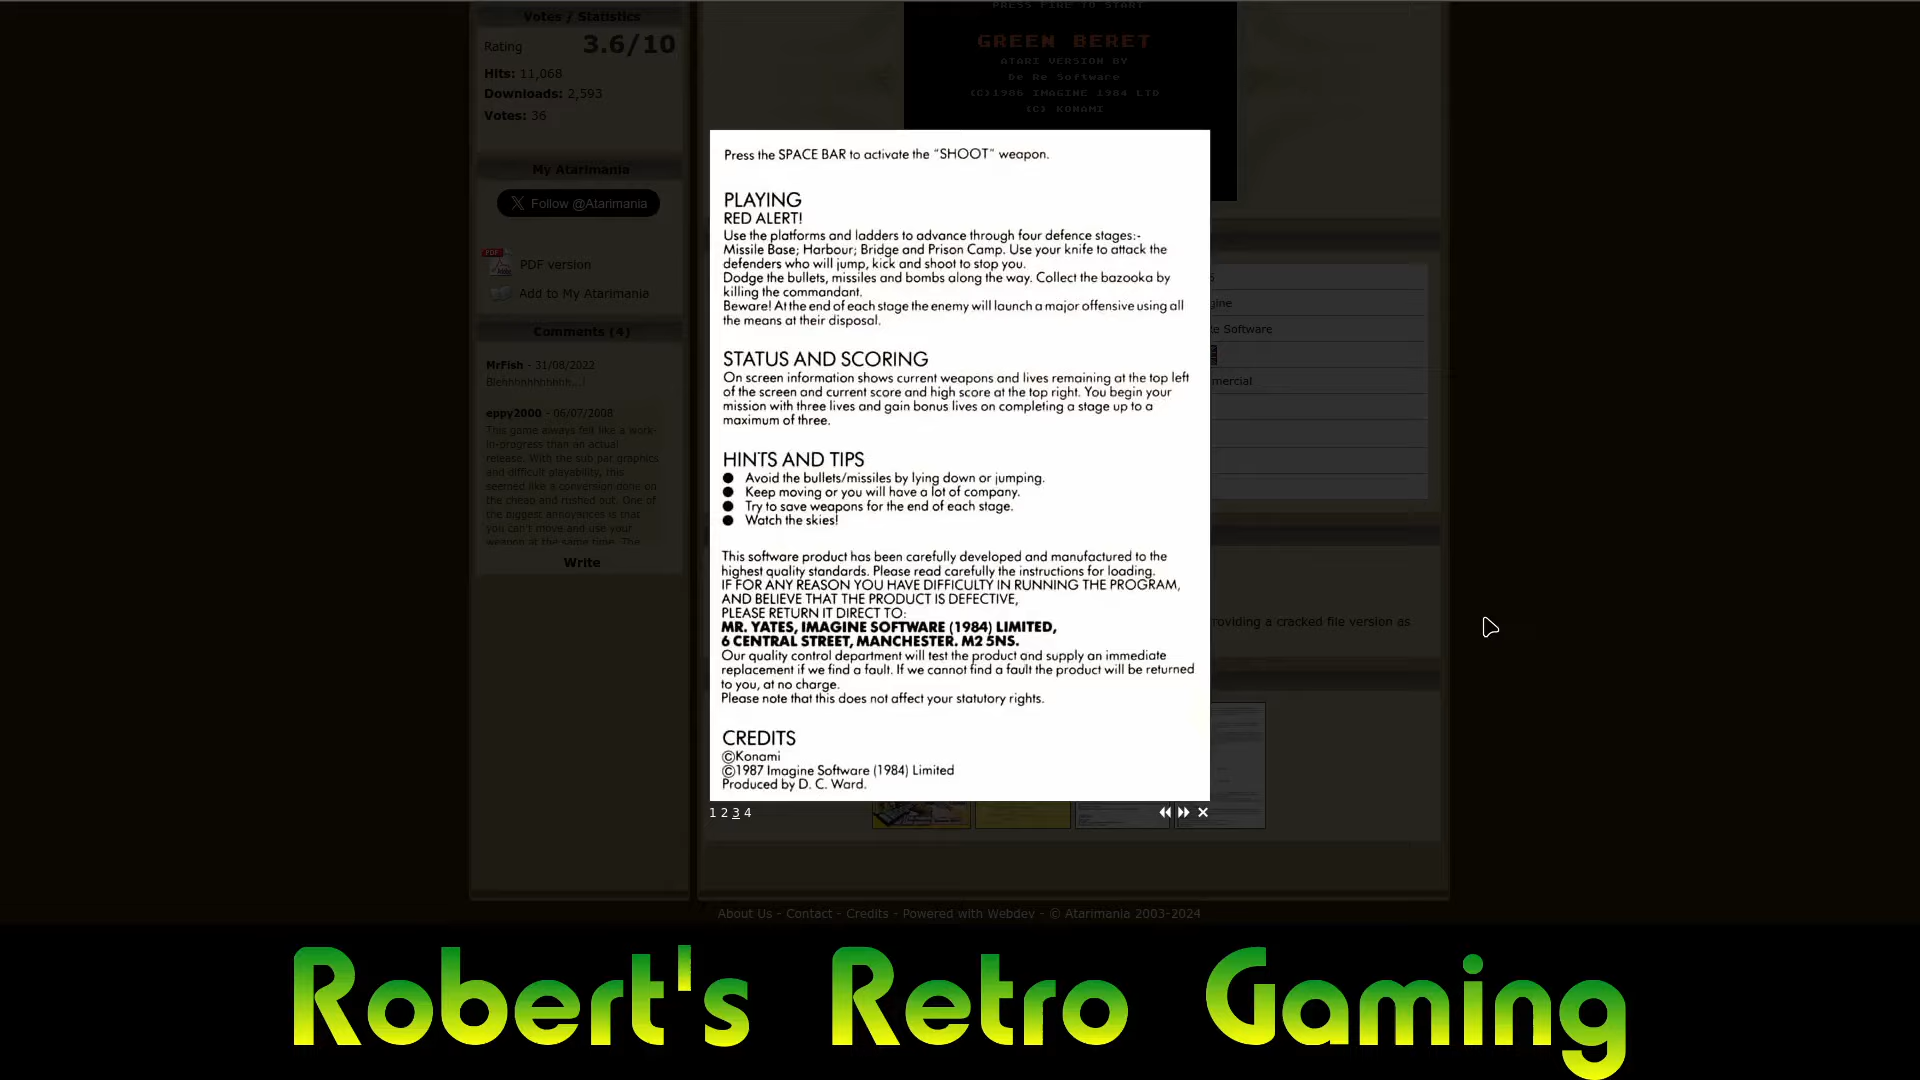 Votes / Statistics
Rating 3.6/10
Hits: 11,068
Downloads: 2,593
Votes: 36
My Atarimania
Follow @Atarimania
PDF version
Add to My Atarimania
Comments (4)
MrFish - 31/08/2022
eppy2000 - 06/07/2008
This game always felt like a work-
in-progress than an actual
release. With the sub par graphics
and difficult playability, this
seemed like a conversion done on
the cheap and rushed out. One of
the biggest annoyances is that
you can't move and use your
weapon at the same time. The
Write
PRESS FIRE TO START
GREEN BERET
ATARI VERSION BY
De Re Software
(C)1986 IMAGINE 1984 LTD
(C) KONAMI
Press the SPACE BAR to activate the "SHOOT" weapon.
PLAYING
RED ALERT!
Use the platforms and ladders to advance through four defence stages:-
Missile Base; Harbour; Bridge and Prison Camp. Use your knife to attack the
defenders who will jump, kick and shoot to stop you.
Dodge the bullets, missiles and bombs along the way. Collect the bazooka by
killing the commandant.
Beware! At the end of each stage the enemy will launch a major offensive using all
the means at their disposal.
STATUS AND SCORING
On screen information shows current weapons and lives remaining at the top left
of the screen and current score and high score at the top right. You begin your
mission with three lives and gain bonus lives on completing a stage up to a
maximum of three.
HINTS AND TIPS
● Avoid the bullets/missiles by lying down or jumping.
● Keep moving or you will have a lot of company.
● Try to save weapons for the end of each stage.
● Watch the skies!
This software product has been carefully developed and manufactured to the
highest quality standards. Please read carefully the instructions for loading.
IF FOR ANY REASON YOU HAVE DIFFICULTY IN RUNNING THE PROGRAM,
AND BELIEVE THAT THE PRODUCT IS DEFECTIVE,
PLEASE RETURN IT DIRECT TO:
MR. YATES, IMAGINE SOFTWARE (1984) LIMITED,
6 CENTRAL STREET, MANCHESTER. M2 5NS.
Our quality control department will test the product and supply an immediate
replacement if we find a fault. If we cannot find a fault the product will be returned
to you, at no charge.
Please note that this does not affect your statutory rights.
CREDITS
©Konami
©1987 Imagine Software (1984) Limited
Produced by D. C. Ward.
1 2 3 4
gine
e Software
mercial
roviding a cracked file version as
About Us - Contact - Credits - Powered with Webdev - © Atarimania 2003-2024
Robert's Retro Gaming